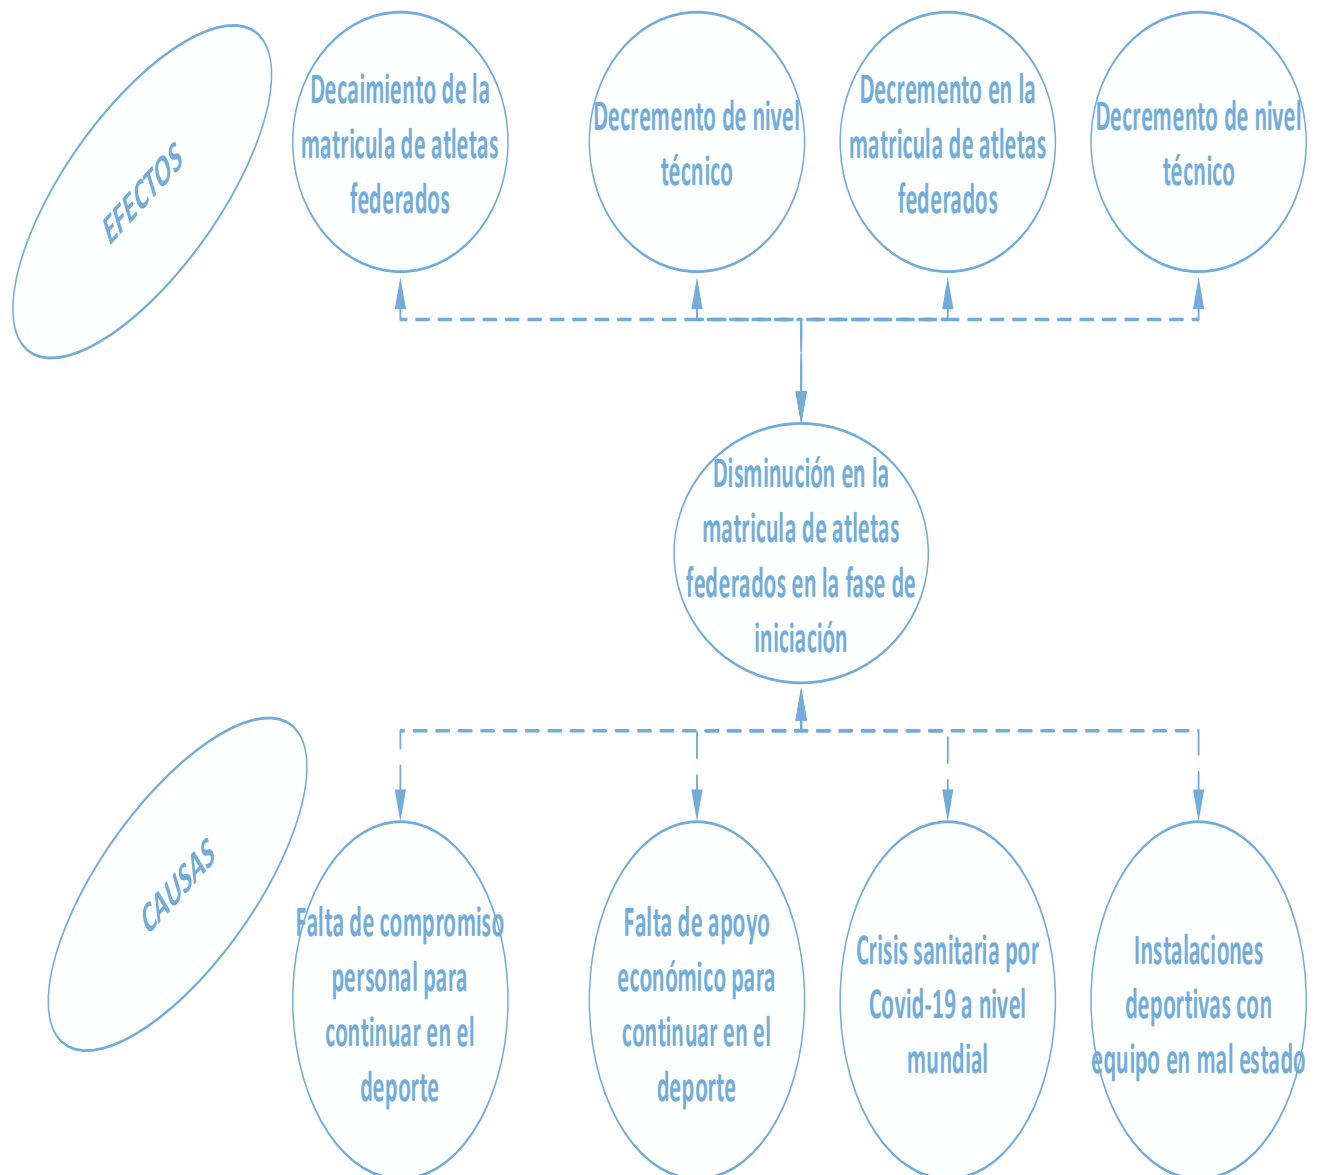 EFECTOS
Decaimiento de la
matricula de atletas
federados
Decremento de nivel
técnico
Decremento en la
matricula de atletas
federados
Decremento de nivel
técnico
Disminución en la
matricula de atletas
federados en la fase de
iniciación
CAUSAS
Falta de compromiso
personal para
continuar en el
deporte
Falta de apoyo
económico para
continuar en el
deporte
Crisis sanitaria por
Covid-19 a nivel
mundial
Instalaciones
deportivas con
equipo en mal estado